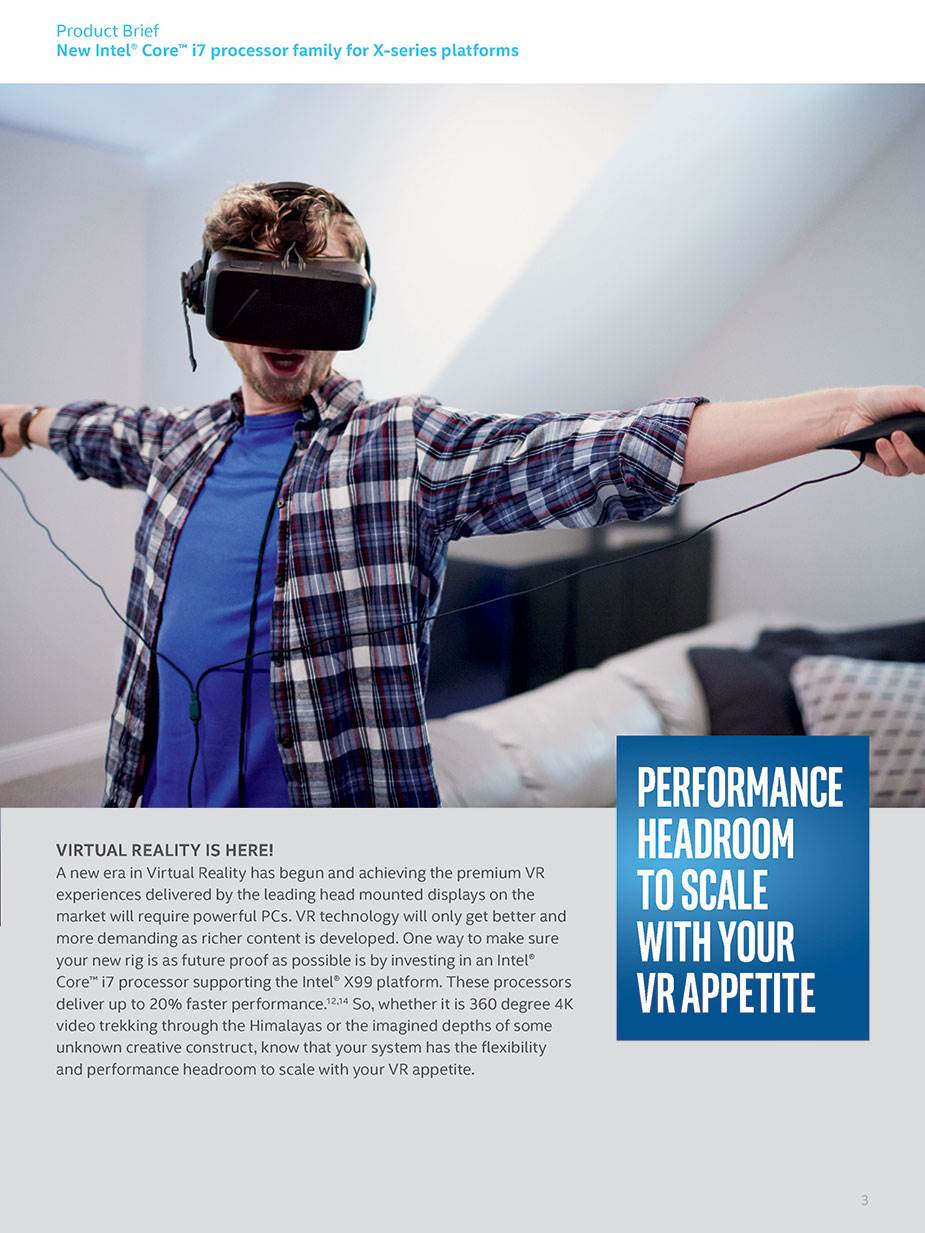 Product Brief
New Intel® Core™ i7 processor family for X-series platforms
VIRTUAL REALITY IS HERE!
A new era in Virtual Reality has begun and achieving the premium VR
experiences delivered by the leading head mounted displays on the
market will require powerful PCs. VR technology will only get better and
more demanding as richer content is developed. One way to make sure
your new rig is as future proof as possible is by investing in an Intel®
Core™ i7 processor supporting the Intel® X99 platform. These processors
deliver up to 20% faster performance.¹²,¹⁴ So, whether it is 360 degree 4K
video trekking through the Himalayas or the imagined depths of some
unknown creative construct, know that your system has the flexibility
and performance headroom to scale with your VR appetite.
PERFORMANCE
HEADROOM
TO SCALE
WITH YOUR
VR APPETITE
3